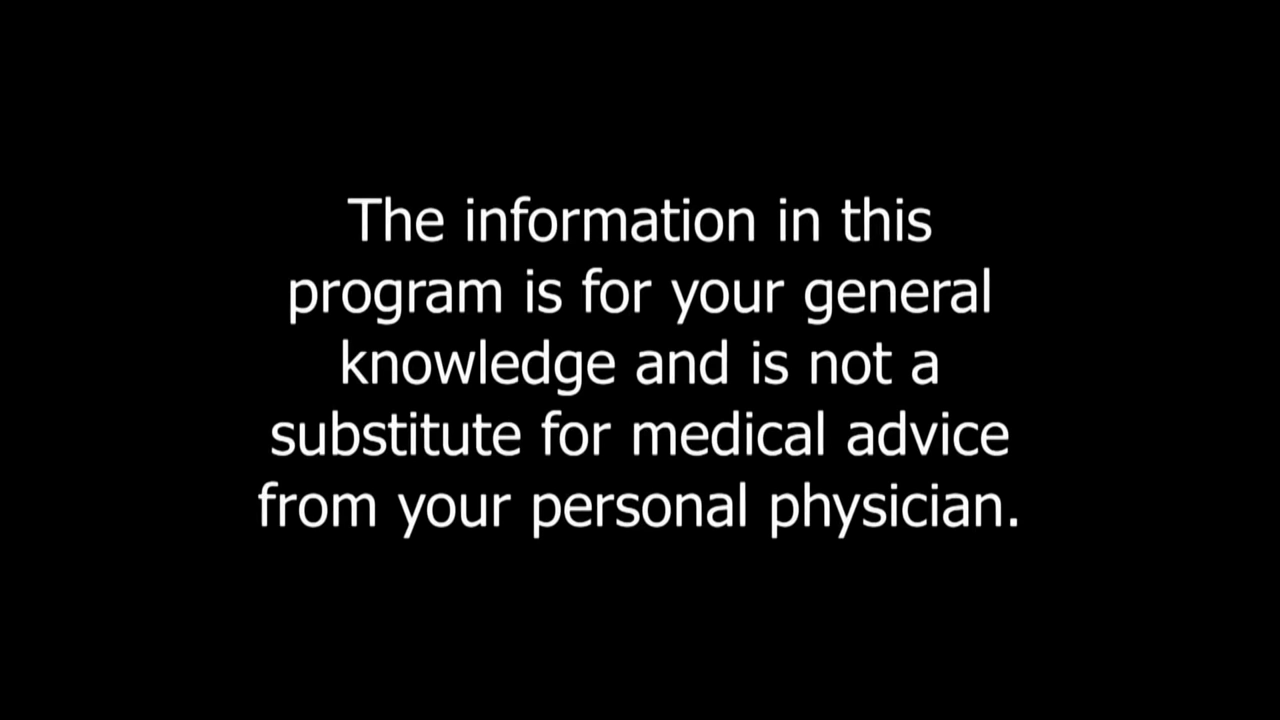 The information in this
program is for your general
knowledge and is not a
substitute for medical advice
from your personal physician.